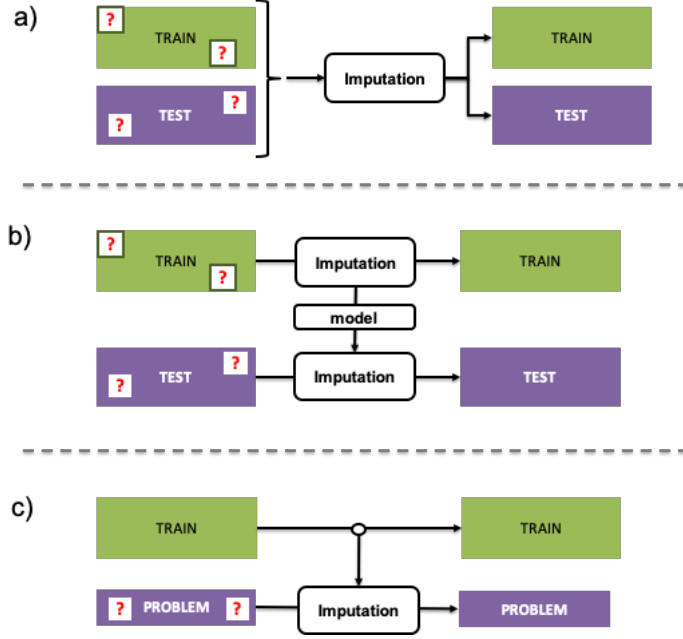 a)
?
TRAIN
?
TEST
?
?
Imputation
TRAIN
TEST
b)
?
TRAIN
?
Imputation
TRAIN
model
TEST
?
?
Imputation
TEST
c)
TRAIN
TRAIN
? PROBLEM ?
Imputation
PROBLEM